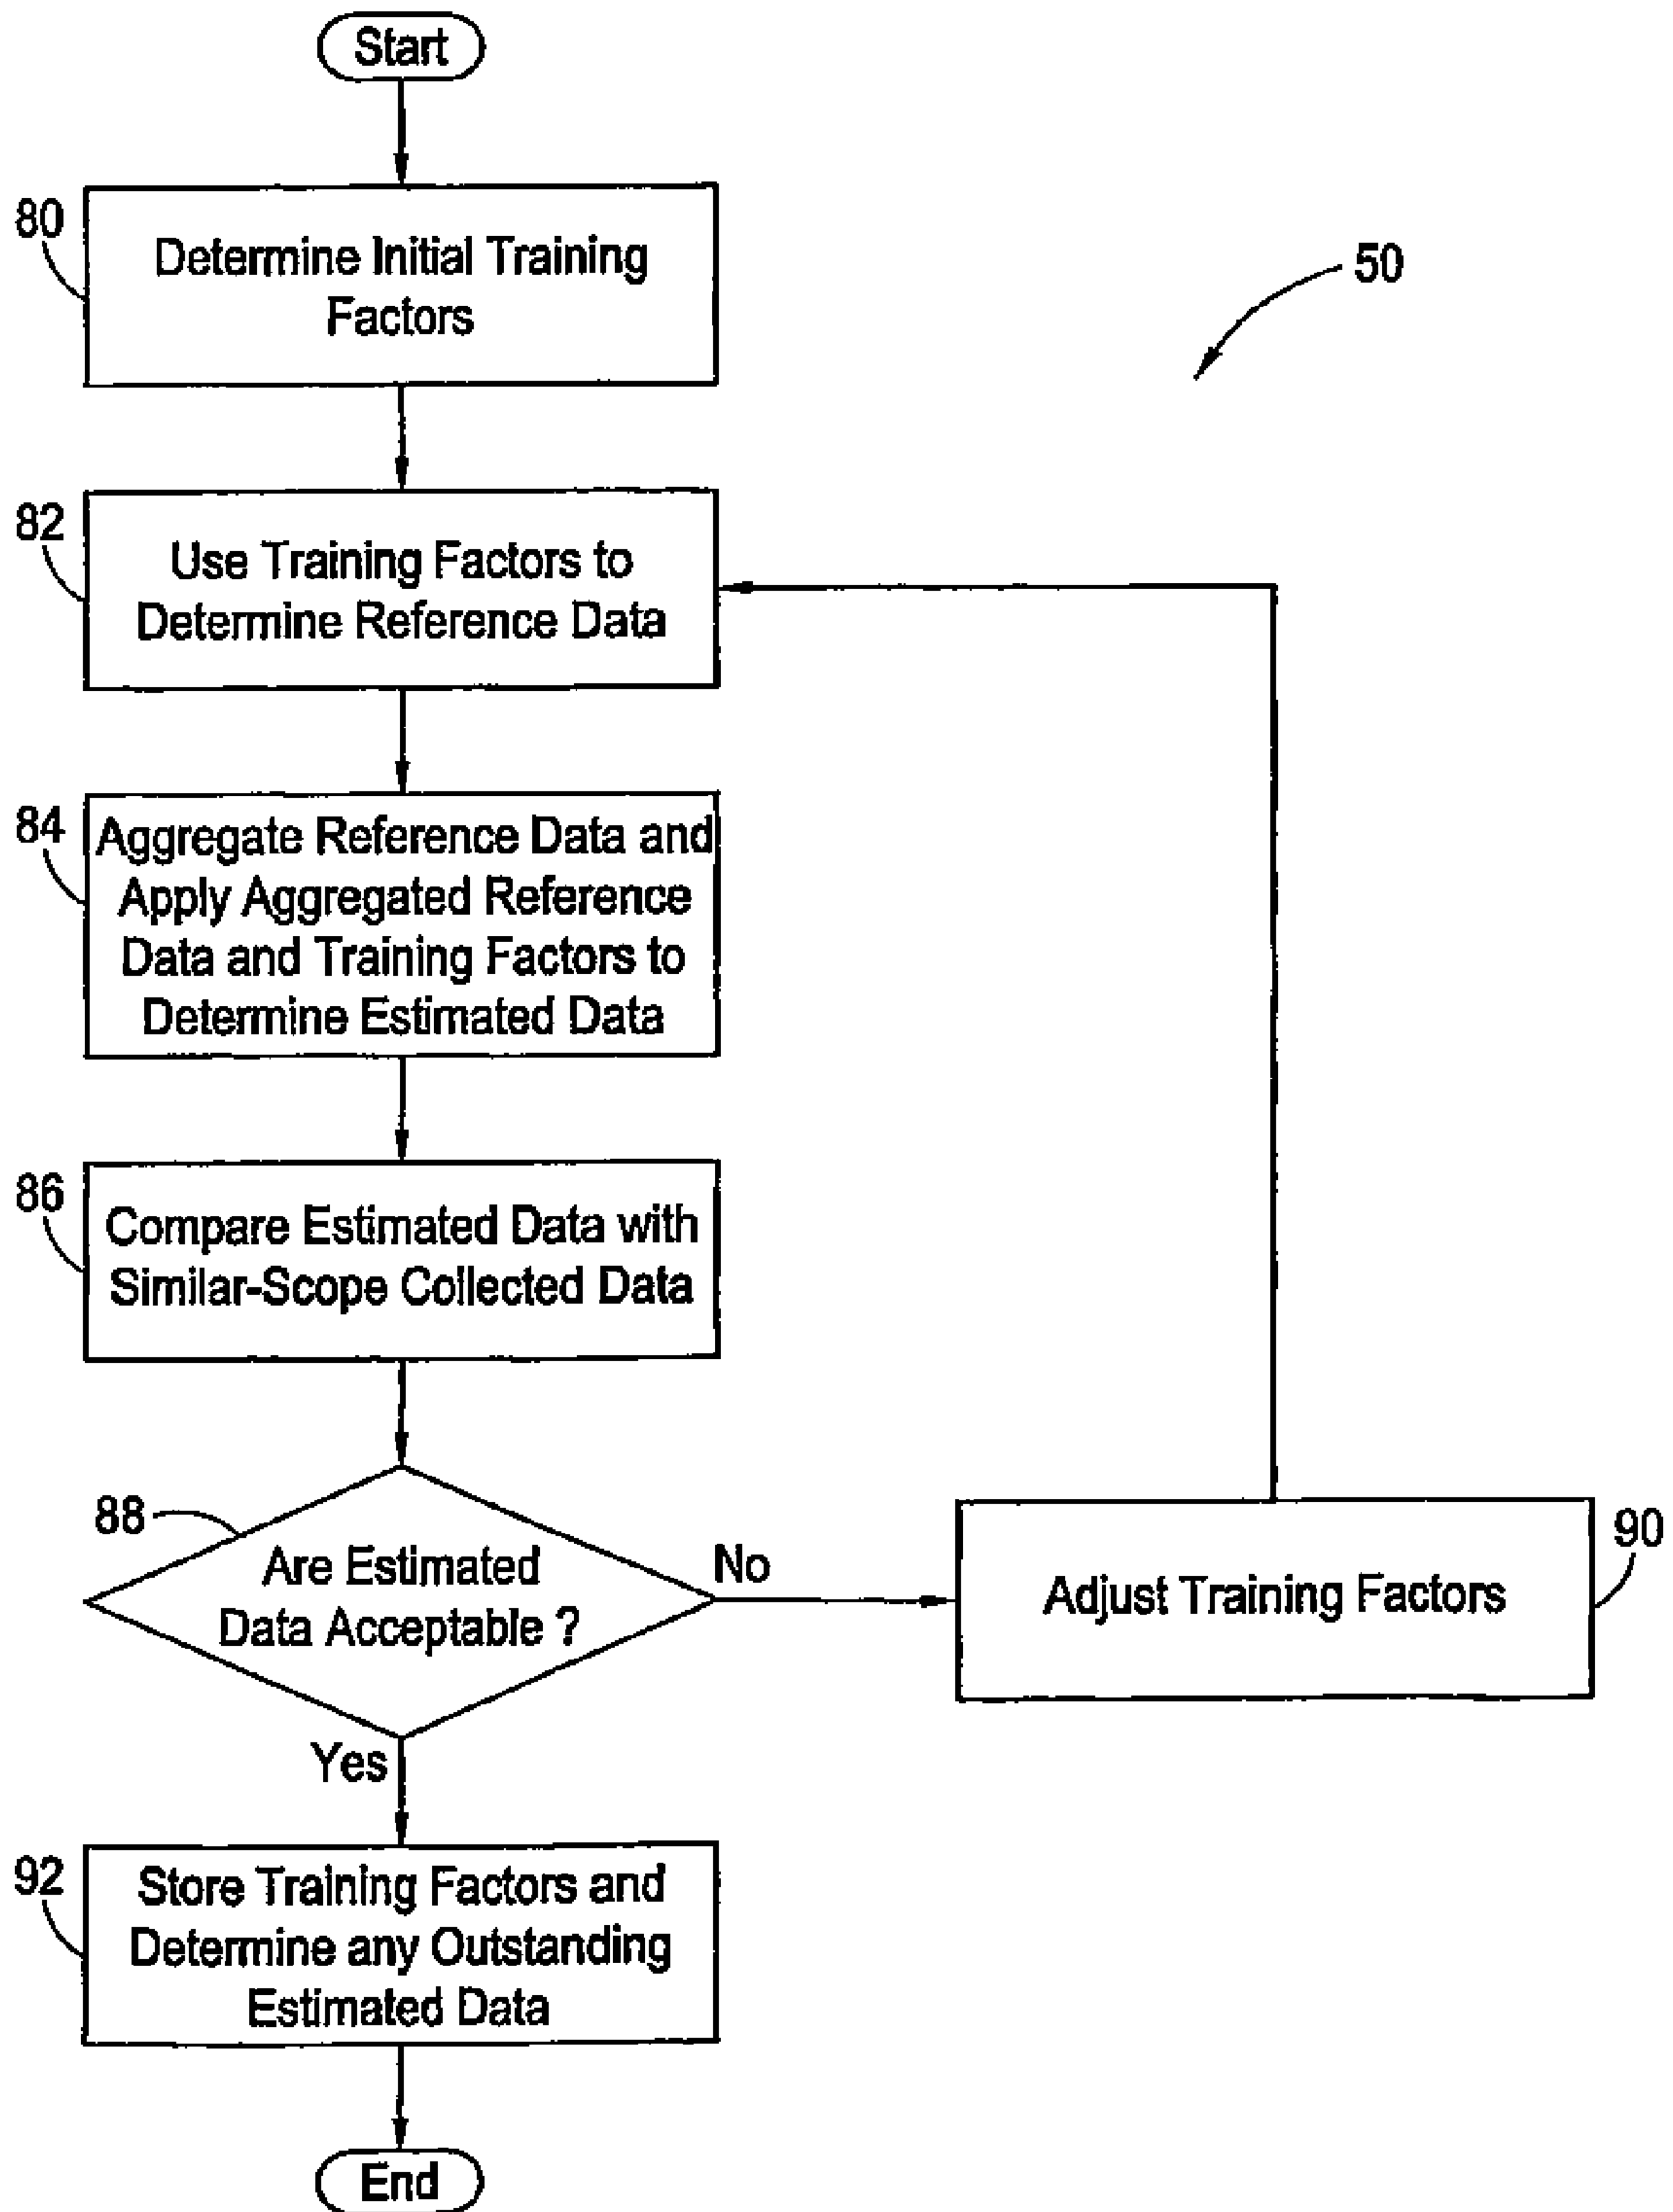 Start
80
Determine Initial Training
Factors
50
82
Use Training Factors to
Determine Reference Data
84
Aggregate Reference Data and
Apply Aggregated Reference
Data and Training Factors to
Determine Estimated Data
86
Compare Estimated Data with
Similar-Scope Collected Data
88
Are Estimated
Data Acceptable ?
No
90
Adjust Training Factors
Yes
92
Store Training Factors and
Determine any Outstanding
Estimated Data
End